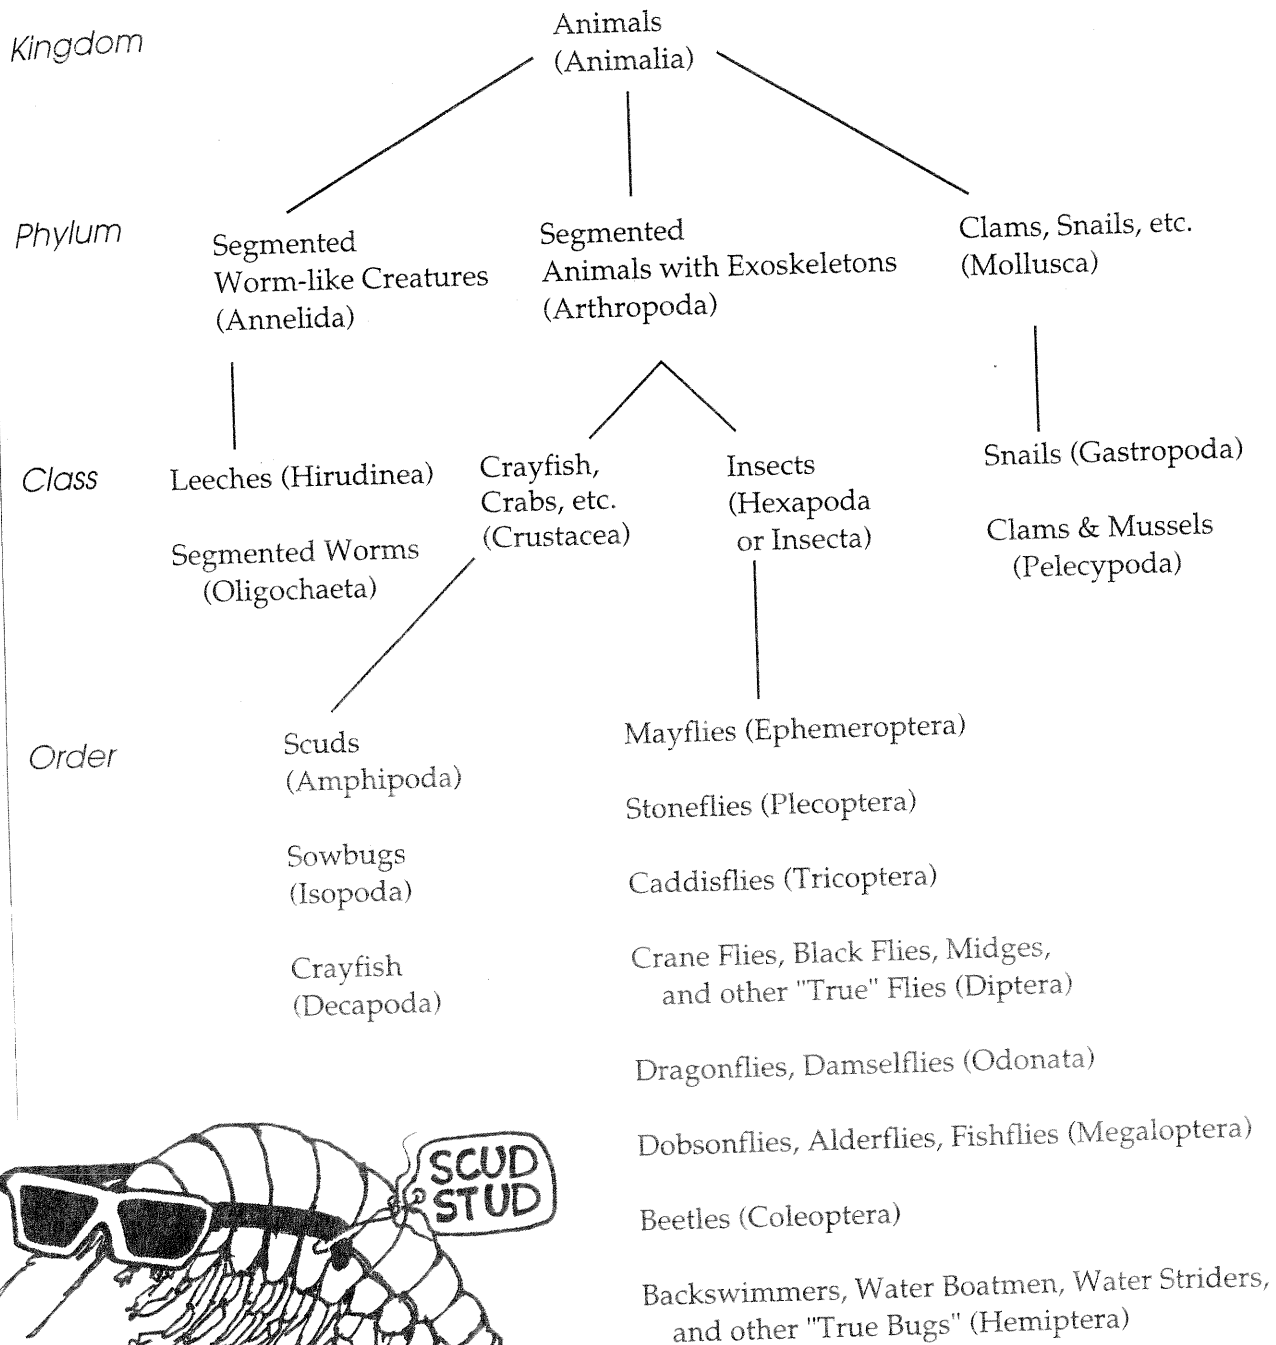 Kingdom
Animals
(Animalia)
Phylum
Segmented
Worm-like Creatures
(Annelida)
Segmented
Animals with Exoskeletons
(Arthropoda)
Clams, Snails, etc.
(Mollusca)
Class
Leeches (Hirudinea)
Segmented Worms
(Oligochaeta)
Crayfish,
Crabs, etc.
(Crustacea)
Insects
(Hexapoda
or Insecta)
Snails (Gastropoda)
Clams & Mussels
(Pelecypoda)
Order
Scuds
(Amphipoda)
Sowbugs
(Isopoda)
Crayfish
(Decapoda)
Mayflies (Ephemeroptera)
Stoneflies (Plecoptera)
Caddisflies (Tricoptera)
Crane Flies, Black Flies, Midges,
and other "True" Flies (Diptera)
Dragonflies, Damselflies (Odonata)
Dobsonflies, Alderflies, Fishflies (Megaloptera)
Beetles (Coleoptera)
Backswimmers, Water Boatmen, Water Striders,
and other "True Bugs" (Hemiptera)
SCUD
STUD